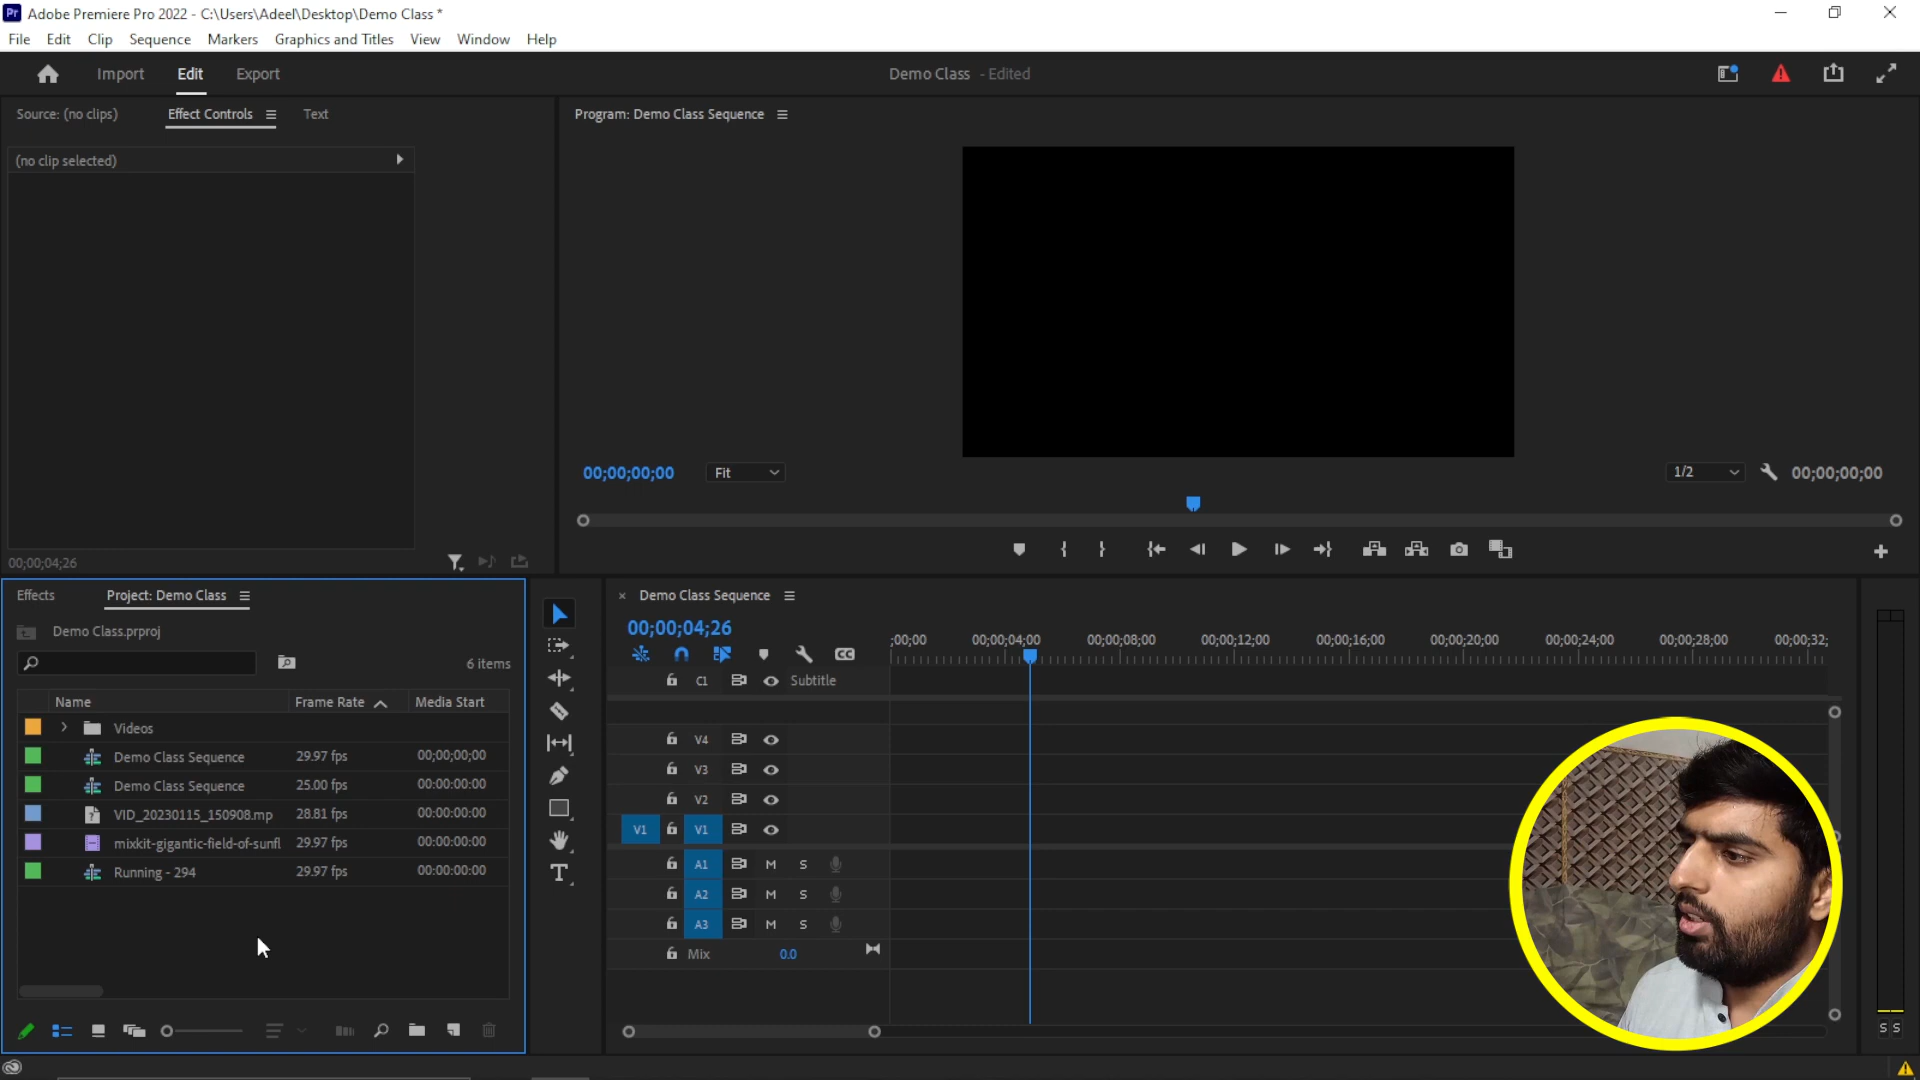 Pr Adobe Premiere Pro 2022 - C:\Users\Adeel\Desktop\Demo Class *
File Edit Clip Sequence Markers Graphics and Titles View Window Help
Import Edit Export Demo Class - Edited
Source: (no clips) Effect Controls Text
Program: Demo Class Sequence
(no clip selected)
00;00;00;00 Fit 1/2 00;00;00;00
00;00;04;26
Effects Project: Demo Class
Demo Class.prproj
6 items
Name Frame Rate Media Start
Videos
Demo Class Sequence 29.97 fps 00;00;00;00
Demo Class Sequence 25.00 fps 00:00:00:00
VID_20230115_150908.mp 28.81 fps 00:00:00:00
mixkit-gigantic-field-of-sunfl 29.97 fps 00:00:00:00
Running - 294 29.97 fps 00:00:00:00
Demo Class Sequence
00;00;04;26
;00;00 00;00;04;00 00;00;08;00 00;00;12;00 00;00;16;00 00;00;20;00 00;00;24;00 00;00;28;00 00;00;32;
CC
C1 Subtitle
V4
V3
V2
V1 V1
A1 M S
A2 M S
A3 M S
Mix 0.0
S S